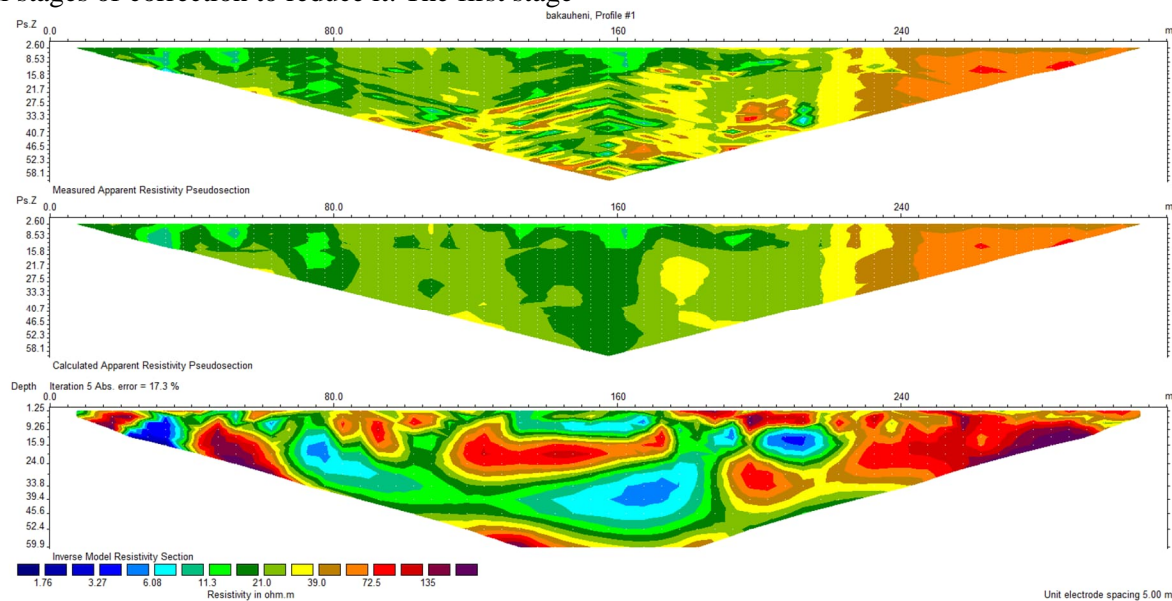 stages of correction to reduce it. The first stage
bakauheni, Profile #1
Ps.Z
0.0 80.0 160 240 m
2.60
8.53
15.8
21.7
27.5
33.3
40.7
46.5
52.3
58.1
Measured Apparent Resistivity Pseudosection
Ps.Z
0.0 80.0 160 240 m
2.60
8.53
15.8
21.7
27.5
33.3
40.7
46.5
52.3
58.1
Calculated Apparent Resistivity Pseudosection
Depth Iteration 5 Abs. error = 17.3 %
0.0 80.0 160 240 m
1.25
9.26
15.9
24.0
33.8
39.4
45.6
52.4
59.9
Inverse Model Resistivity Section
1.76 3.27 6.08 11.3 21.0 39.0 72.5 135
Resistivity in ohm.m
Unit electrode spacing 5.00 m